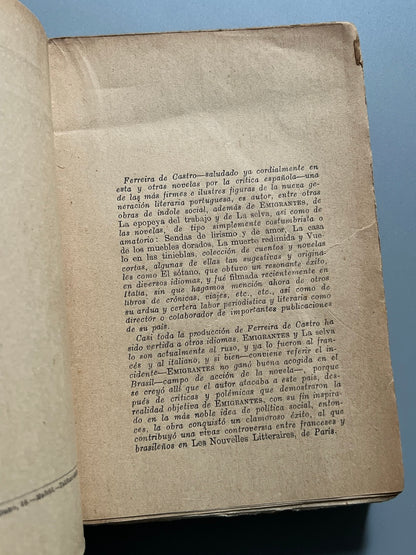 Ferreira de Castro—saludado ya cordialmente en
esta y otras novelas por la crítica española—una
de las más firmes e ilustres figuras de la nueva ge-
neración literaria portuguesa, es autor, entre otras
obras de índole social, además de EMIGRANTES, de
La epopeya del trabajo y de La selva, así como de
las novelas, de tipo simplemente costumbrista o
amatorio: Sendas de lirismo y de amor, La casa
de los muebles dorados, La muerte redimida y Vue-
lo en las tinieblas, colección de cuentos y novelas
cortas, algunas de ellas tan sugestivas y origina-
les como El sótano, que obtuvo un resonante éxito,
en diversos idiomas, y fué filmada recientemente en
Italia, sin que hagamos mención ahora de otros
libros de crónicas, viajes, etc., etc., así como de
su ardua y certera labor periodística y literaria como
director o colaborador de importantes publicaciones
de su país.
Casi toda la producción de Ferreira de Castro ha
sido vertida a otros idiomas. EMIGRANTES y La selva
lo son actualmente al ruso, y ya lo fueron al fran-
cés y al italiano, y si bien—conviene referir el in-
cidente—EMIGRANTES no ganó buena acogida en el
Brasil—campo de acción de la novela—, porque
se creyó allí que el autor atacaba a este país, des-
pués de críticas y polémicas que demostraron la
realidad objetiva de EMIGRANTES, con su fin inspira-
do en la más noble idea de política social, enton-
ces, la obra conquistó un clamoroso éxito, al que
contribuyó una vivas controversia entre franceses y
brasileños en Les Nouvelles Litteraires, de París.